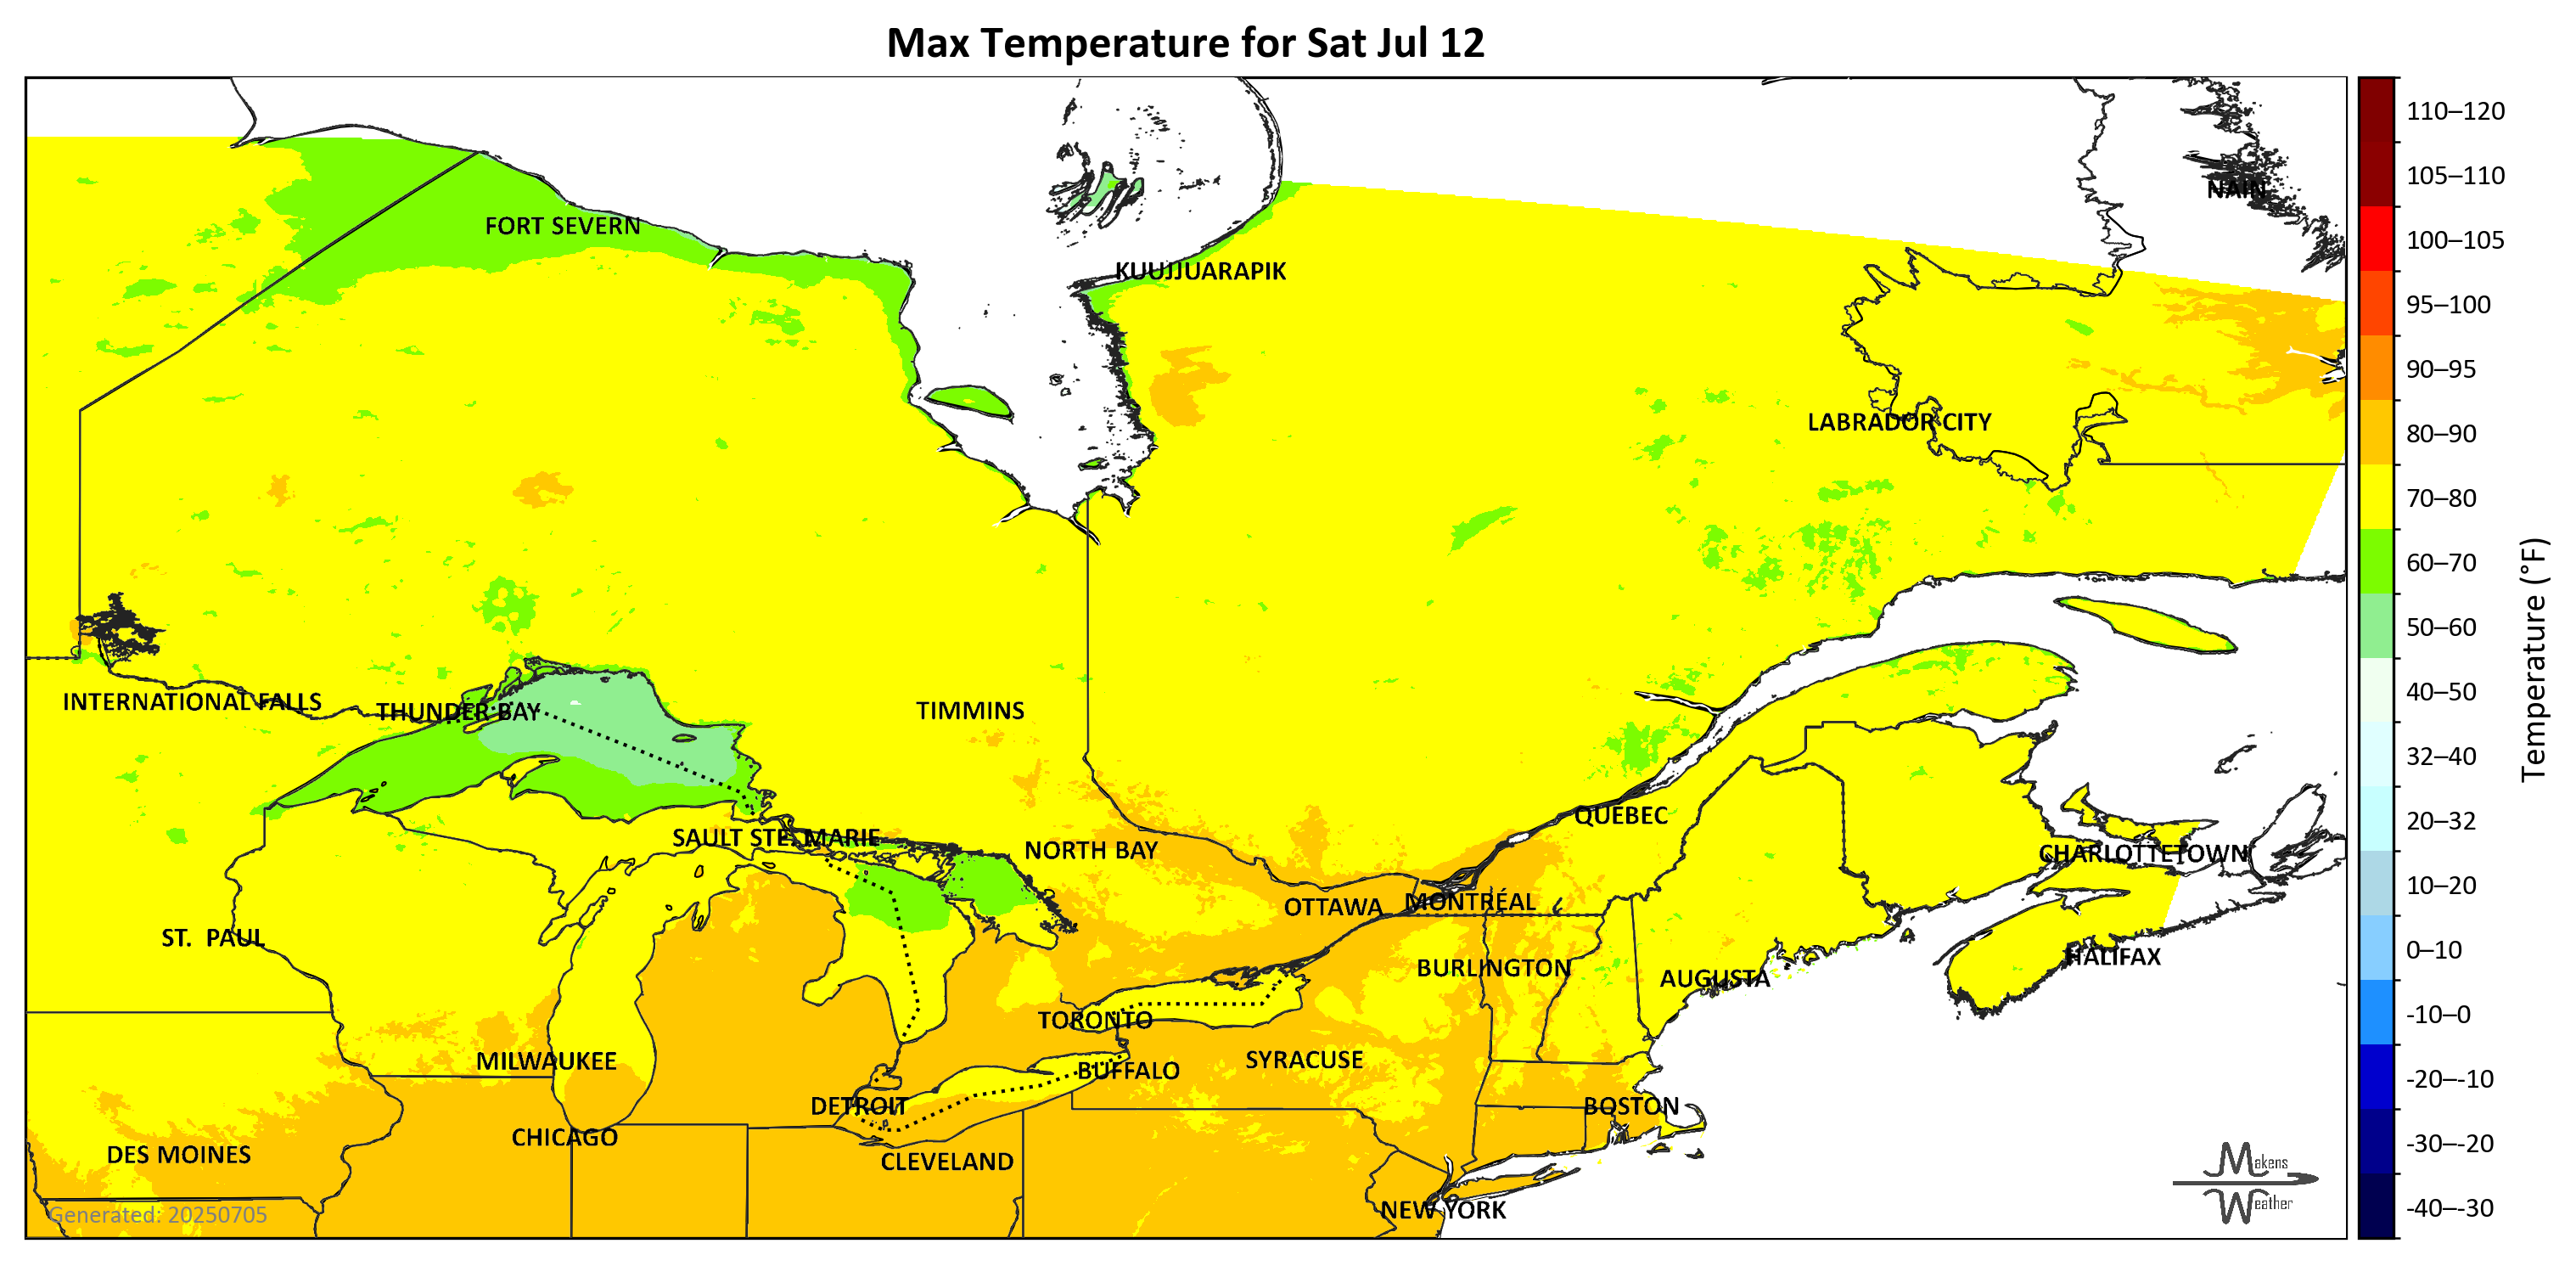 Max Temperature for Sat Jul 12
NAIN
FORT SEVERN
KUUJJUARAPIK
LABRADOR CITY
INTERNATIONAL FALLS
THUNDER BAY
TIMMINS
QUEBEC
SAULT STE. MARIE
NORTH BAY
CHARLOTTETOWN
OTTAWA
MONTRÉAL
ST. PAUL
HALIFAX
BURLINGTON
AUGUSTA
TORONTO
MILWAUKEE
SYRACUSE
BUFFALO
DETROIT
BOSTON
CHICAGO
DES MOINES
CLEVELAND
NEW YORK
Generated: 20250705
Makens
Weather
110–120
105–110
100–105
95–100
90–95
80–90
70–80
60–70
50–60
40–50
32–40
20–32
10–20
0–10
-10–0
-20–-10
-30–-20
-40–-30
Temperature (°F)